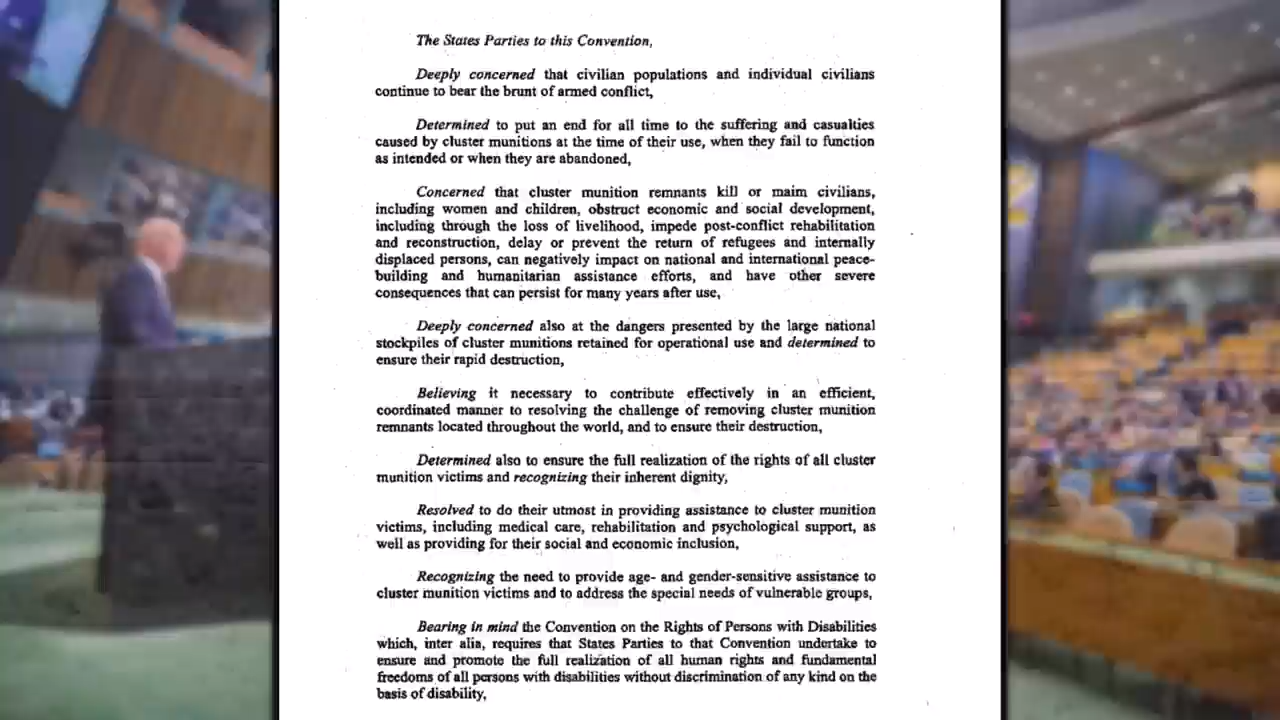 The States Parties to this Convention,
Deeply concerned that civilian populations and individual civilians
continue to bear the brunt of armed conflict,
Determined to put an end for all time to the suffering and casualties
caused by cluster munitions at the time of their use, when they fail to function
as intended or when they are abandoned,
Concerned that cluster munition remnants kill or maim civilians,
including women and children, obstruct economic and social development,
including through the loss of livelihood, impede post-conflict rehabilitation
and reconstruction, delay or prevent the return of refugees and internally
displaced persons, can negatively impact on national and international peace-
building and humanitarian assistance efforts, and have other severe
consequences that can persist for many years after use,
Deeply concerned also at the dangers presented by the large national
stockpiles of cluster munitions retained for operational use and determined to
ensure their rapid destruction,
Believing it necessary to contribute effectively in an efficient,
coordinated manner to resolving the challenge of removing cluster munition
remnants located throughout the world, and to ensure their destruction,
Determined also to ensure the full realization of the rights of all cluster
munition victims and recognizing their inherent dignity,
Resolved to do their utmost in providing assistance to cluster munition
victims, including medical care, rehabilitation and psychological support, as
well as providing for their social and economic inclusion,
Recognizing the need to provide age- and gender-sensitive assistance to
cluster munition victims and to address the special needs of vulnerable groups,
Bearing in mind the Convention on the Rights of Persons with Disabilities
which, inter alia, requires that States Parties to that Convention undertake to
ensure and promote the full realization of all human rights and fundamental
freedoms of all persons with disabilities without discrimination of any kind on the
basis of disability,